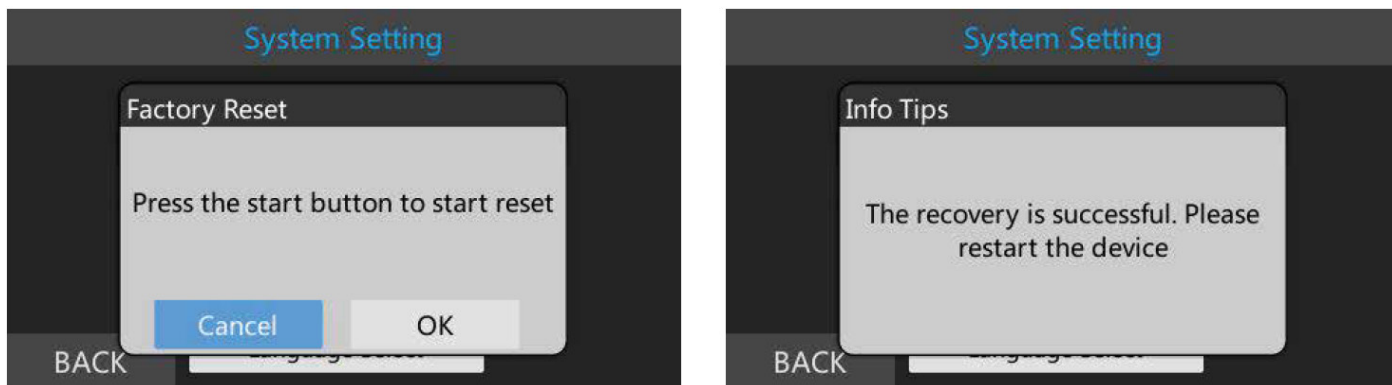 System Setting
Factory Reset
Press the start button to start reset
Cancel
OK
BACK
System Setting
Info Tips
The recovery is successful. Please
restart the device
BACK